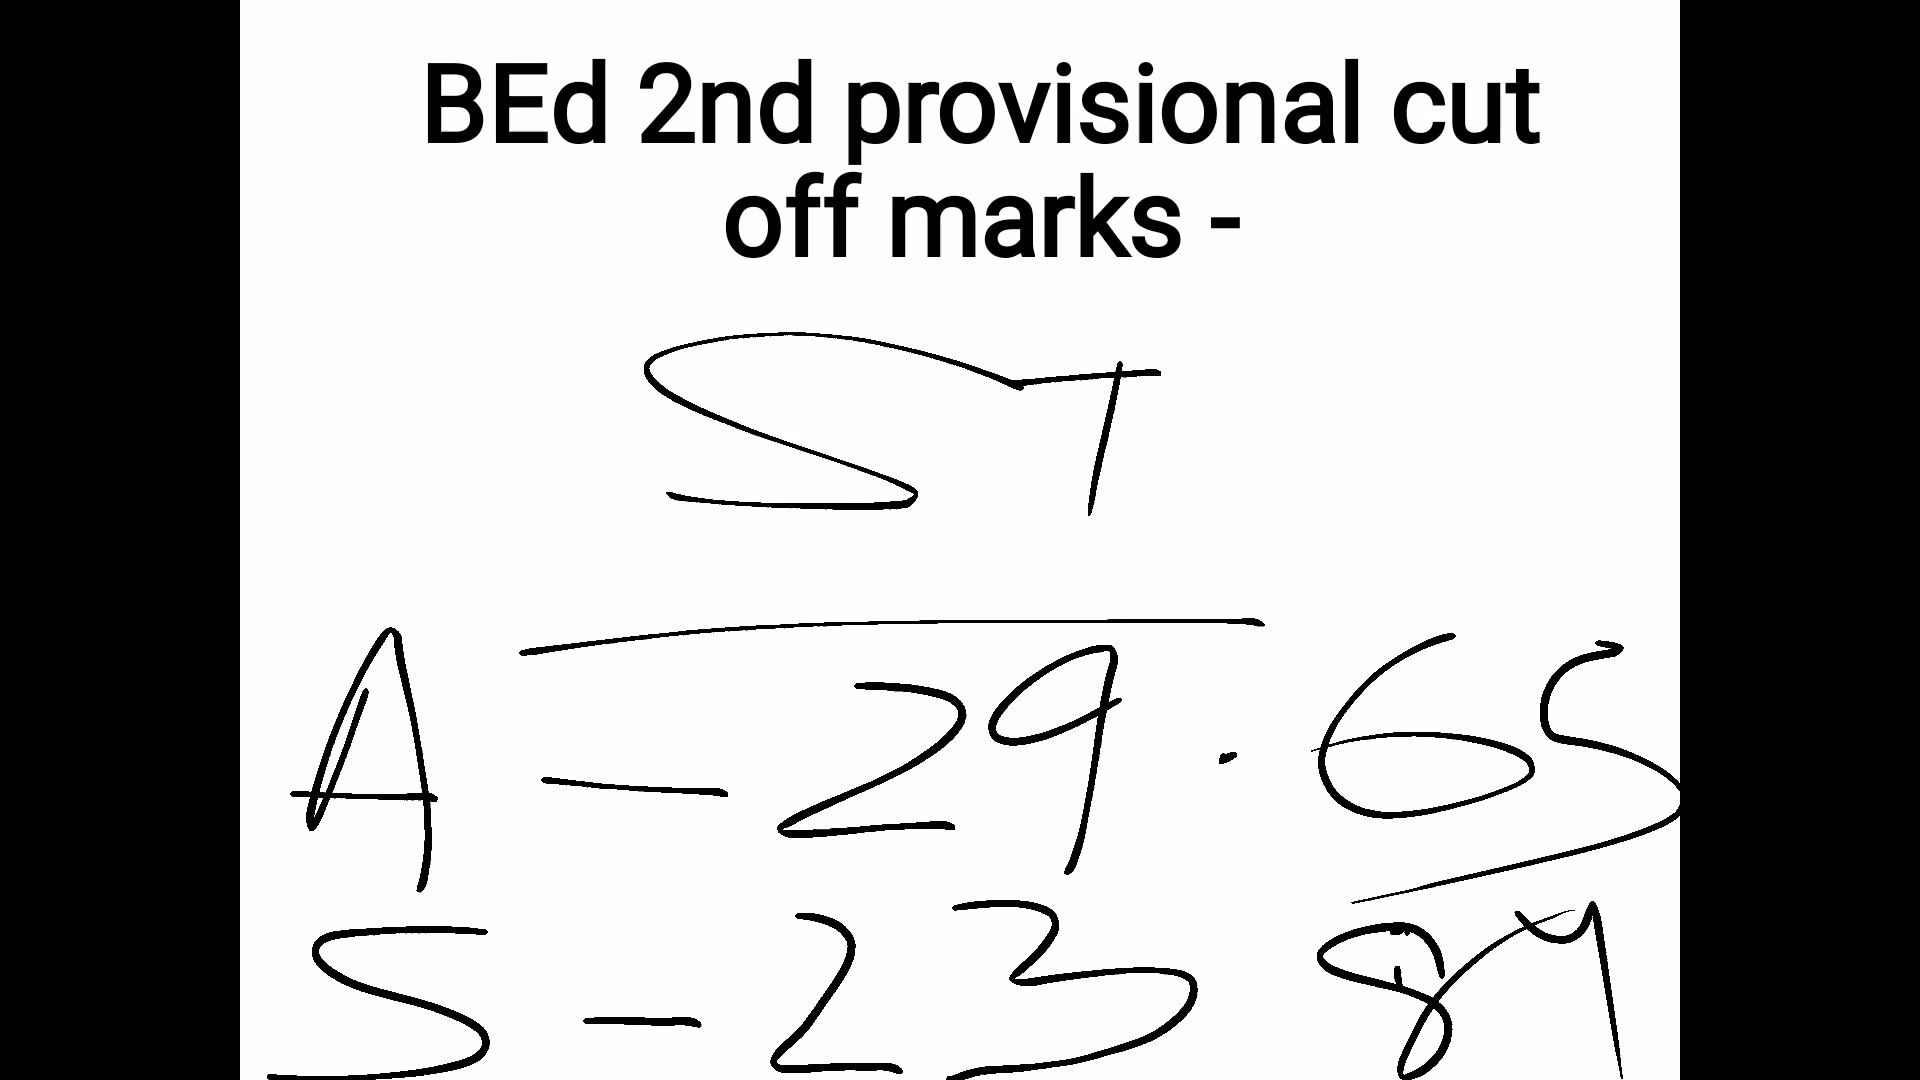 BEd 2nd provisional cut
off marks -
ST
A - 29.65
S - 23 89